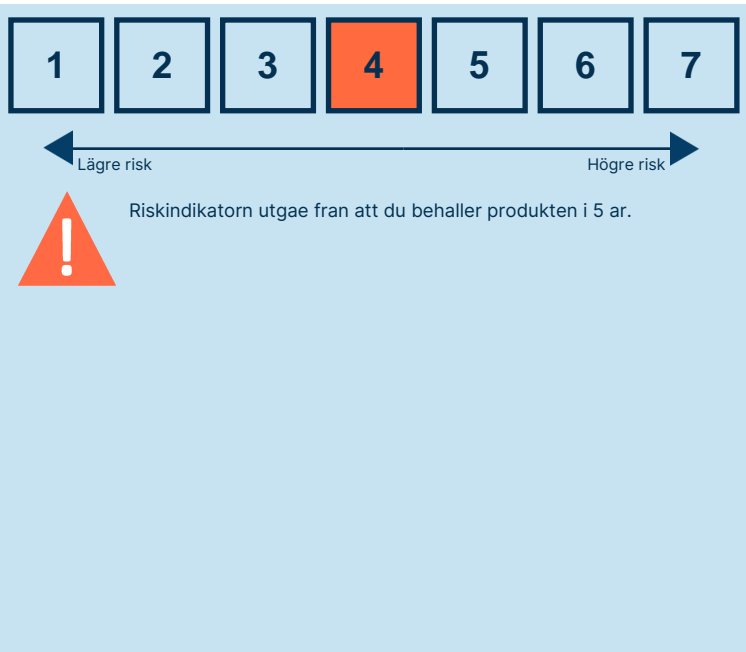 1 2 3 4 5 6 7
Lägre risk Högre risk
!
Riskindikatorn utgae fran att du behaller produkten i 5 ar.